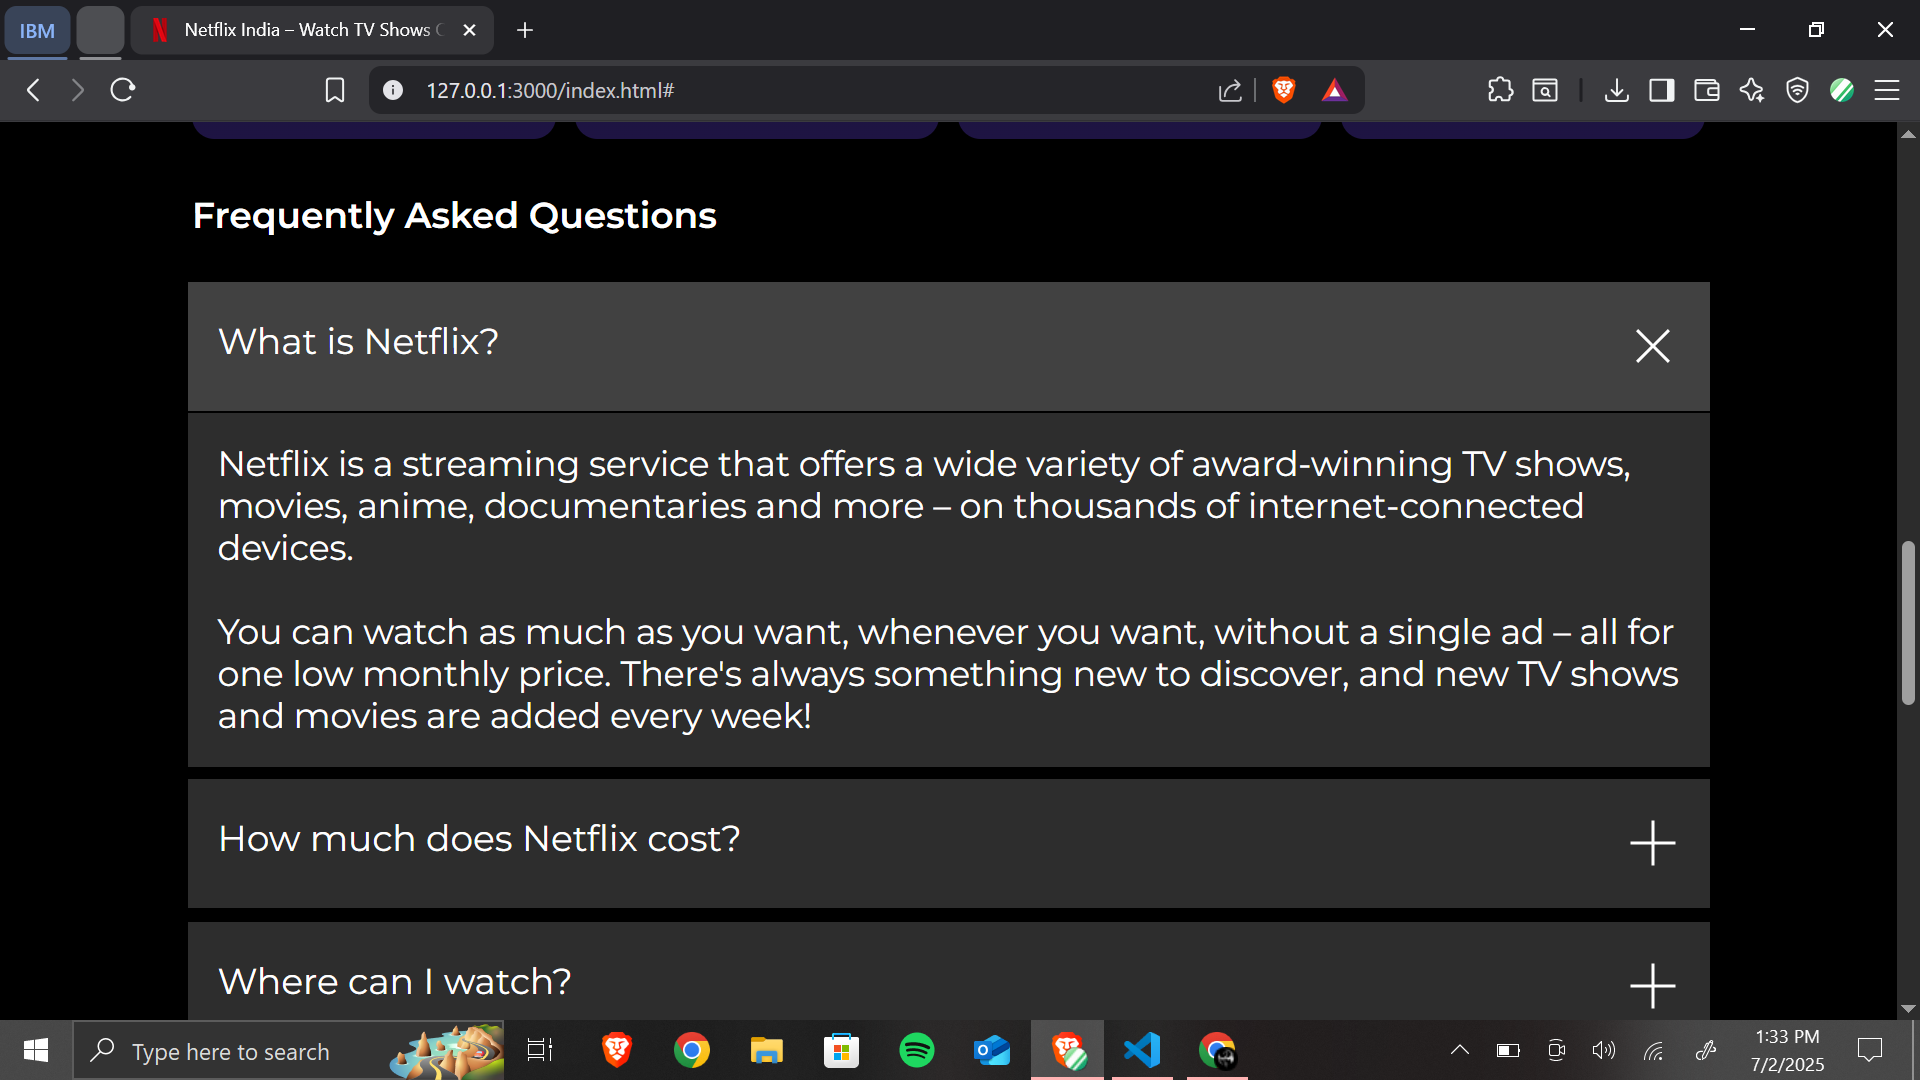 IBM
Netflix India – Watch TV Shows
127.0.0.1:3000/index.html#
Frequently Asked Questions
What is Netflix?
Netflix is a streaming service that offers a wide variety of award-winning TV shows,
movies, anime, documentaries and more – on thousands of internet-connected
devices.
You can watch as much as you want, whenever you want, without a single ad – all for
one low monthly price. There's always something new to discover, and new TV shows
and movies are added every week!
How much does Netflix cost?
Where can I watch?
Type here to search
1:33 PM
7/2/2025